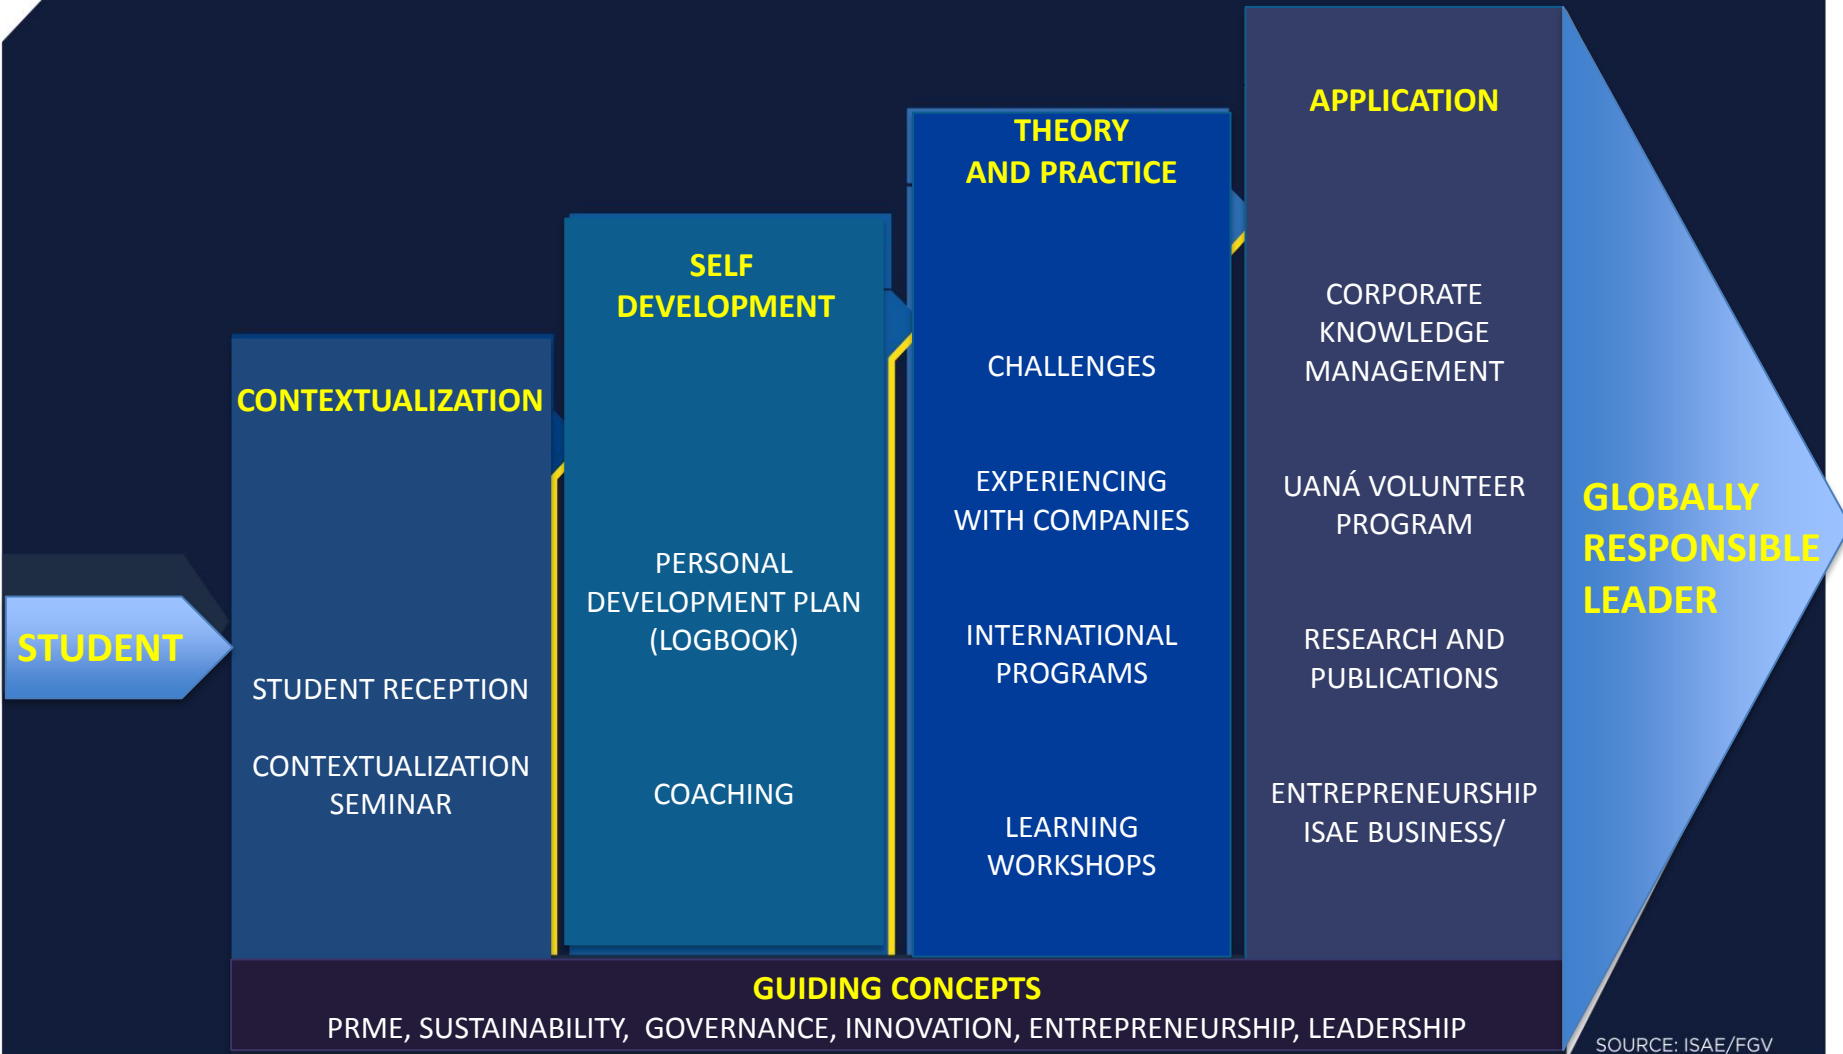 STUDENT
CONTEXTUALIZATION
STUDENT RECEPTION
CONTEXTUALIZATION
SEMINAR
SELF
DEVELOPMENT
PERSONAL
DEVELOPMENT PLAN
(LOGBOOK)
COACHING
THEORY
AND PRACTICE
CHALLENGES
EXPERIENCING
WITH COMPANIES
INTERNATIONAL
PROGRAMS
LEARNING
WORKSHOPS
APPLICATION
CORPORATE
KNOWLEDGE
MANAGEMENT
UANÁ VOLUNTEER
PROGRAM
RESEARCH AND
PUBLICATIONS
ENTREPRENEURSHIP
ISAE BUSINESS/
GLOBALLY
RESPONSIBLE
LEADER
GUIDING CONCEPTS
PRME, SUSTAINABILITY, GOVERNANCE, INNOVATION, ENTREPRENEURSHIP, LEADERSHIP
SOURCE: ISAE/FGV